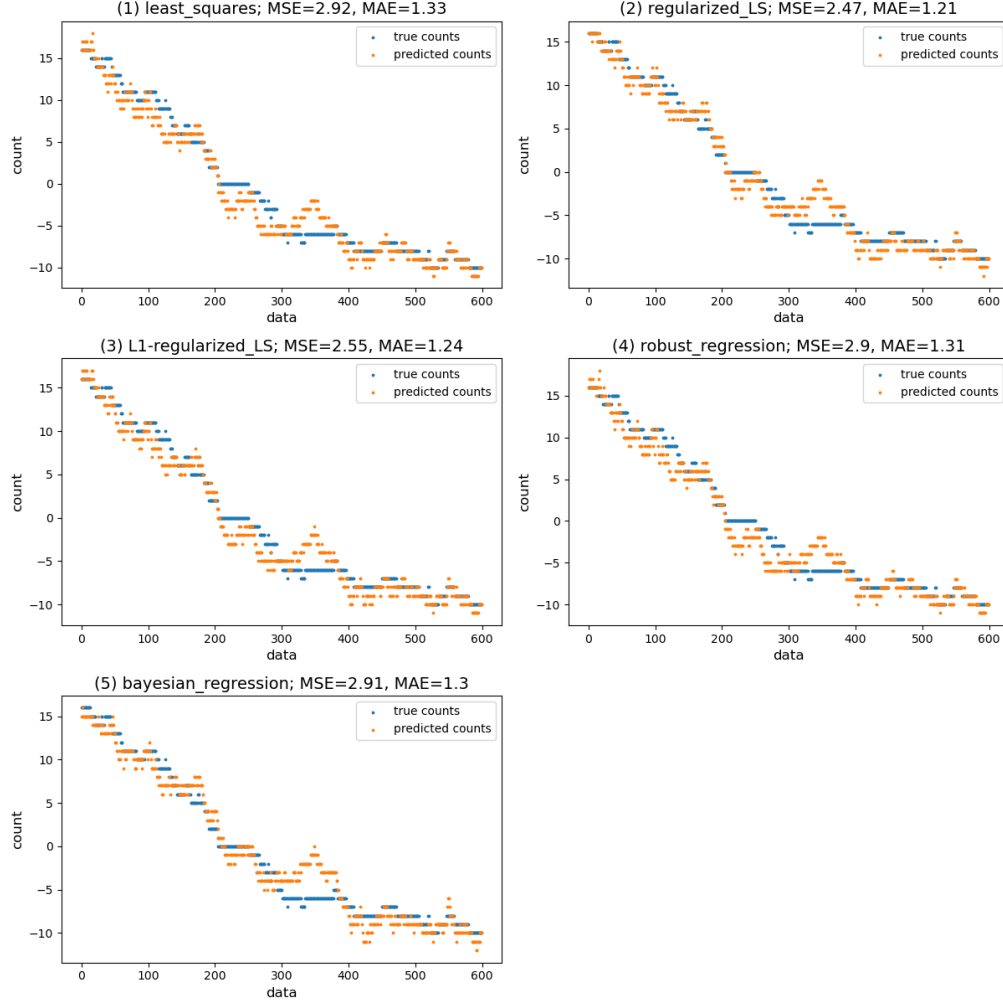 (1) least_squares; MSE=2.92, MAE=1.33
true counts
predicted counts
15
10
5
0
−5
−10
count
0
100
200
300
400
500
600
data
(2) regularized_LS; MSE=2.47, MAE=1.21
true counts
predicted counts
15
10
5
0
−5
−10
count
0
100
200
300
400
500
600
data
(3) L1-regularized_LS; MSE=2.55, MAE=1.24
true counts
predicted counts
15
10
5
0
−5
−10
count
0
100
200
300
400
500
600
data
(4) robust_regression; MSE=2.9, MAE=1.31
true counts
predicted counts
15
10
5
0
−5
−10
count
0
100
200
300
400
500
600
data
(5) bayesian_regression; MSE=2.91, MAE=1.3
true counts
predicted counts
15
10
5
0
−5
−10
count
0
100
200
300
400
500
600
data